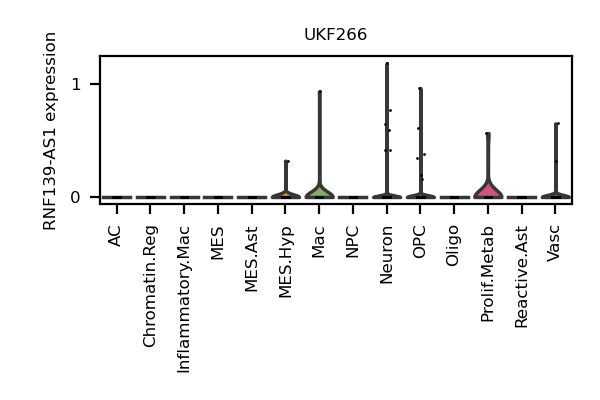 UKF266
RNF139-AS1 expression
1
0
AC
Chromatin.Reg
Inflammatory.Mac
MES
MES.Ast
MES.Hyp
Mac
NPC
Neuron
OPC
Oligo
Prolif.Metab
Reactive.Ast
Vasc